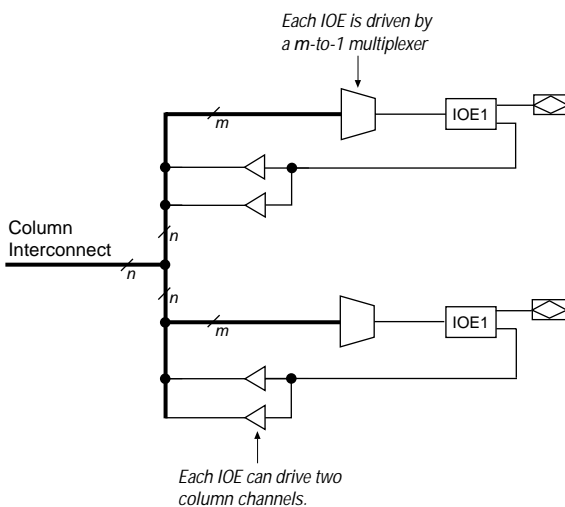 Each IOE is driven by
a m-to-1 multiplexer
m
IOE1
Column
Interconnect
n
n
n
m
IOE1
Each IOE can drive two
column channels.